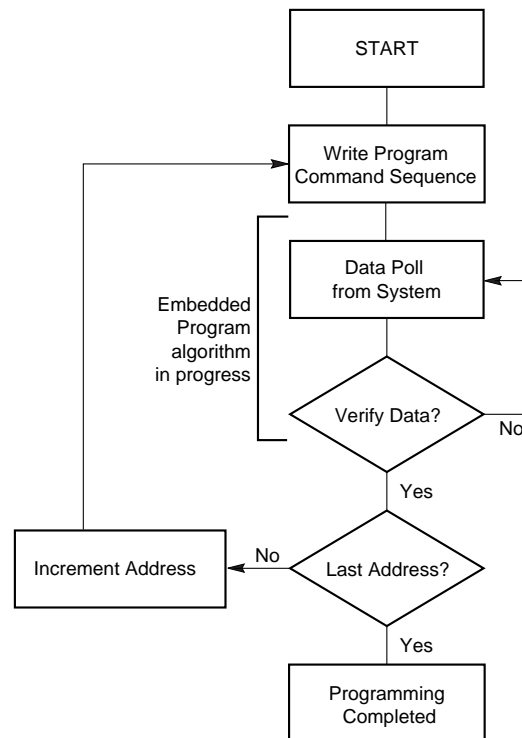 START
Write Program
Command Sequence
Data Poll
from System
Embedded
Program
algorithm
in progress
Verify Data?
No
Yes
No
Increment Address
Last Address?
Yes
Programming
Completed